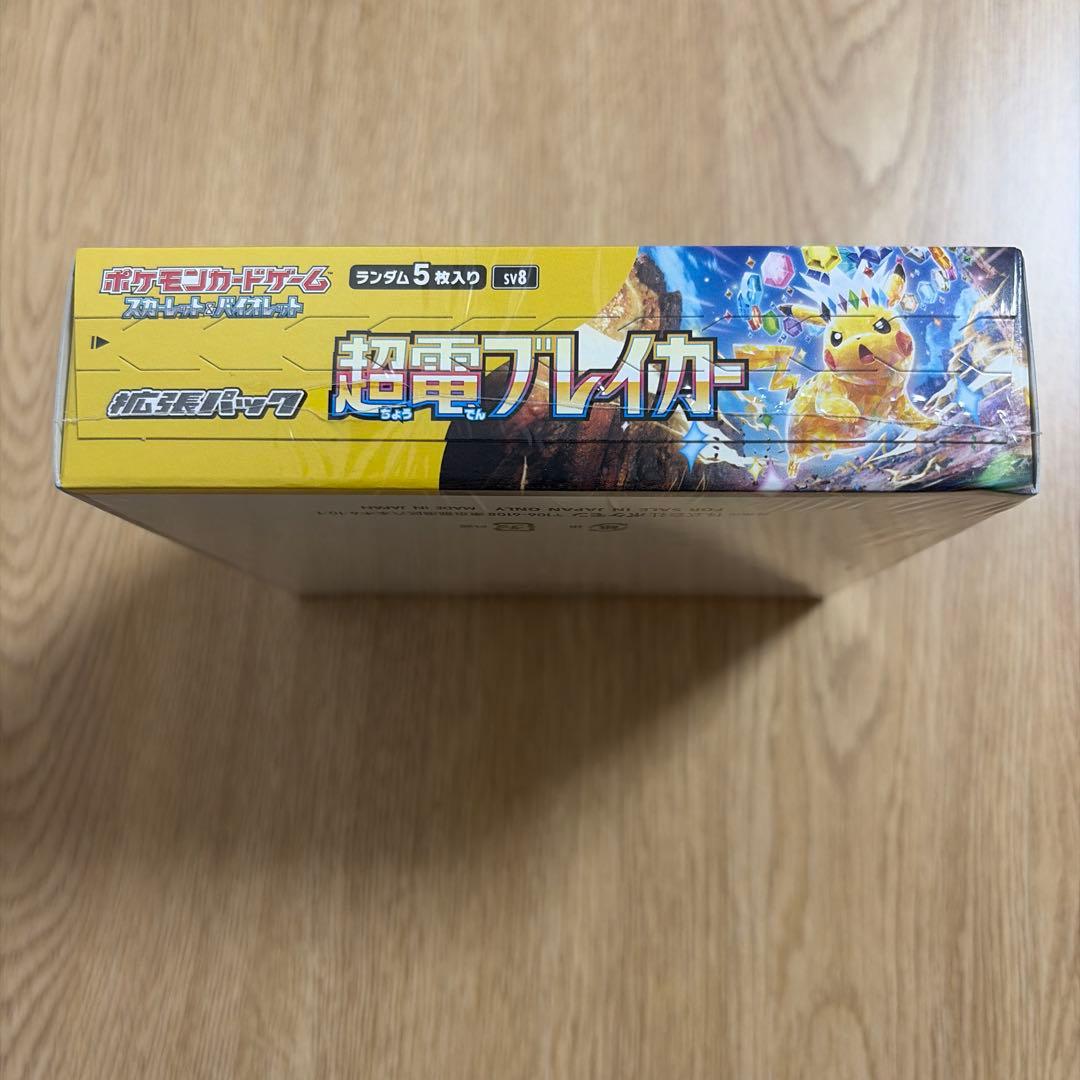 ポケモンカードゲーム
スカーレット&バイオレット
ランダム5枚入り
SV8
拡張パック
超電ブレイカー
ちょう でん
FOR SALE IN JAPAN ONLY
MADE IN JAPAN